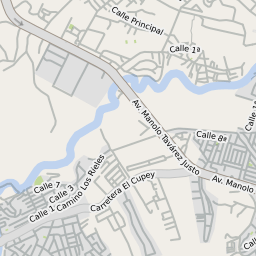 Calle Principal
Calle 1ª
Av. Manolo Tavárez Justo
Calle 8ª
Av. Manolo
Calle 7
Calle 3
Calle 1
Camino Los Rieles
Carretera El Cupey